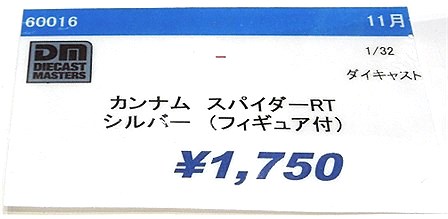 60016 11月
DM
DIECAST
MASTERS
1/32
ダイキャスト
カンナム スパイダーRT
シルバー (フィギュア付)
¥1,750